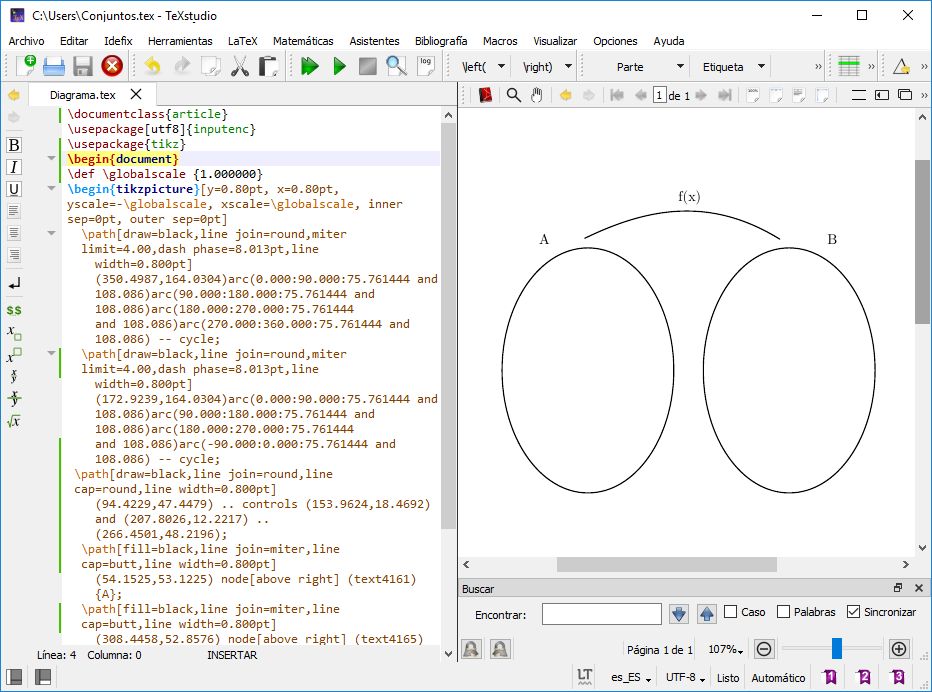 C:\Users\Conjuntos.tex - TeXstudio
Archivo Editar Idefix Herramientas LaTeX Matemáticas Asistentes Bibliografía Macros Visualizar Opciones Ayuda
log \left( \right) Parte Etiqueta
Diagrama.tex
1 de 1
B
I
U
$$
\documentclass{article}
\usepackage[utf8]{inputenc}
\usepackage{tikz}
\begin{document}
\def \globalscale {1.000000}
\begin{tikzpicture}[y=0.80pt, x=0.80pt,
yscale=-\globalscale, xscale=\globalscale, inner
sep=0pt, outer sep=0pt]
\path[draw=black,line join=round,miter
limit=4.00,dash phase=8.013pt,line
width=0.800pt]
(350.4987,164.0304)arc(0.000:90.000:75.761444 and
108.086)arc(90.000:180.000:75.761444 and
108.086)arc(180.000:270.000:75.761444
and 108.086)arc(270.000:360.000:75.761444 and
108.086) -- cycle;
\path[draw=black,line join=round,miter
limit=4.00,dash phase=8.013pt,line
width=0.800pt]
(172.9239,164.0304)arc(0.000:90.000:75.761444 and
108.086)arc(90.000:180.000:75.761444 and
108.086)arc(180.000:270.000:75.761444
and 108.086)arc(-90.000:0.000:75.761444 and
108.086) -- cycle;
\path[draw=black,line join=round,line
cap=round,line width=0.800pt]
(94.4229,47.4479) .. controls (153.9624,18.4692)
and (207.8026,12.2217) ..
(266.4501,48.2196);
\path[fill=black,line join=miter,line
cap=butt,line width=0.800pt]
(54.1525,53.1225) node[above right] (text4161)
{A};
\path[fill=black,line join=miter,line
cap=butt,line width=0.800pt]
(308.4458,52.8576) node[above right] (text4165)
Línea: 4 Columna: 0 INSERTAR
f(x)
A B
Buscar
Encontrar: Caso Palabras Sincronizar
Página 1 de 1 107%
LT es_ES UTF-8 Listo Automático 1 2 3